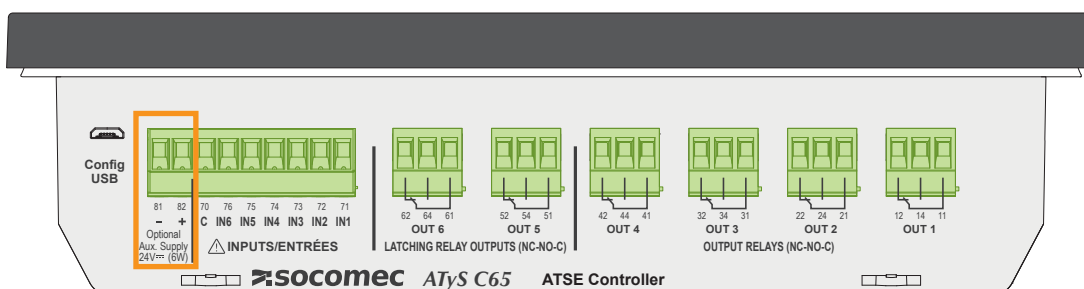 Config
USB
81 82 70 76 75 74 73 72 71
– + C IN6 IN5 IN4 IN3 IN2 IN1
Optional
Aux. Supply
24V⎓ (6W)
⚠ INPUTS/ENTRÉES
62 64 61
OUT 6
52 54 51
OUT 5
LATCHING RELAY OUTPUTS (NC-NO-C)
42 44 41
OUT 4
32 34 31
OUT 3
22 24 21
OUT 2
12 14 11
OUT 1
OUTPUT RELAYS (NC-NO-C)
socomec ATyS C65 ATSE Controller